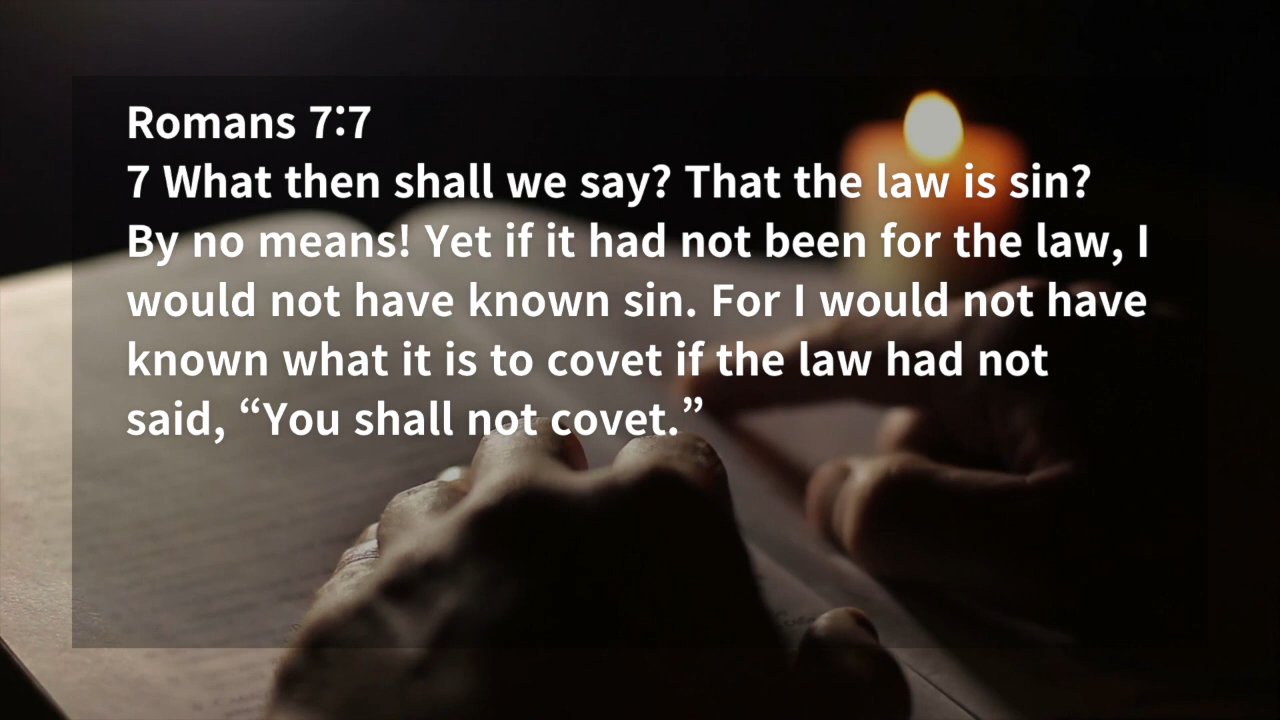 Romans 7:7
7 What then shall we say? That the law is sin?
By no means! Yet if it had not been for the law, I
would not have known sin. For I would not have
known what it is to covet if the law had not
said, “You shall not covet.”